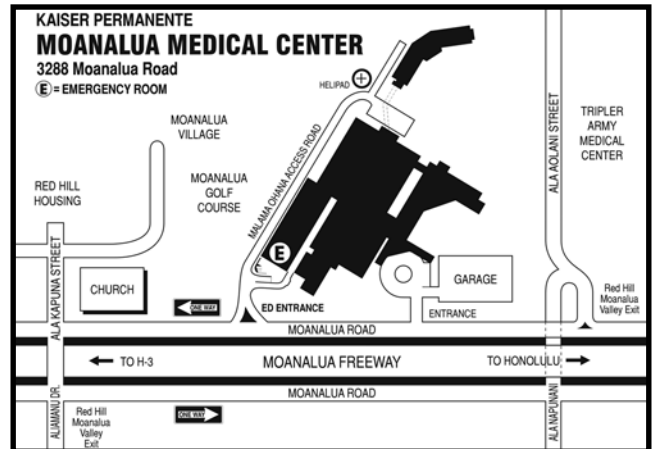 KAISER PERMANENTE
MOANALUA MEDICAL CENTER
3288 Moanalua Road
E = EMERGENCY ROOM
HELIPAD
MOANALUA
VILLAGE
TRIPLER
ARMY
MEDICAL
CENTER
ALA AOLANI STREET
MALAMA OHANA ACCESS ROAD
MOANALUA
GOLF
COURSE
RED HILL
HOUSING
ALA KAPUNA STREET
E
CHURCH
GARAGE
ONE WAY
ED ENTRANCE
ENTRANCE
Red Hill
Moanalua
Valley Exit
MOANALUA ROAD
TO H-3
MOANALUA FREEWAY
TO HONOLULU
MOANALUA ROAD
ALIAMANU DR.
Red Hill
Moanalua
Valley
Exit
ONE WAY
ALA NAPUNANI